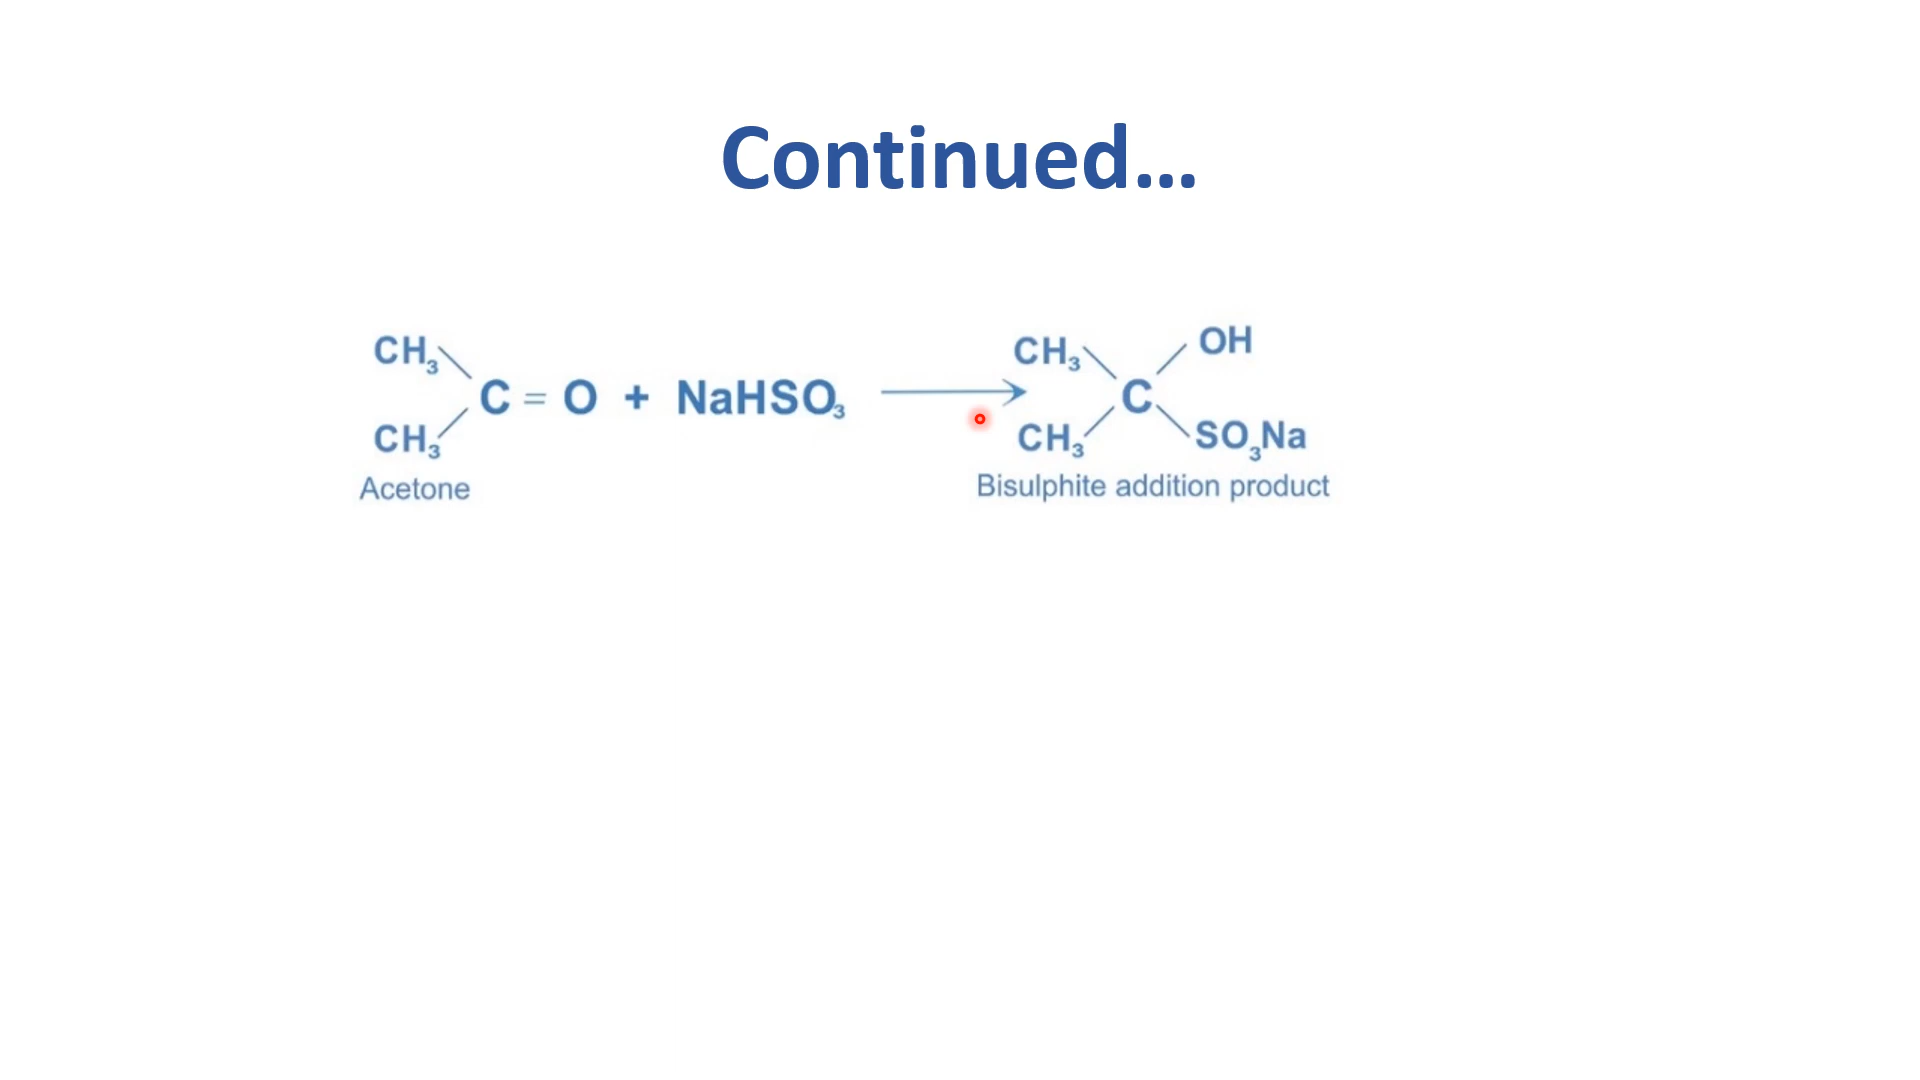 Continued...
CH3 CH3 OH
C = O + NaHSO3 C
CH3 CH3 SO3Na
Acetone Bisulphite addition product